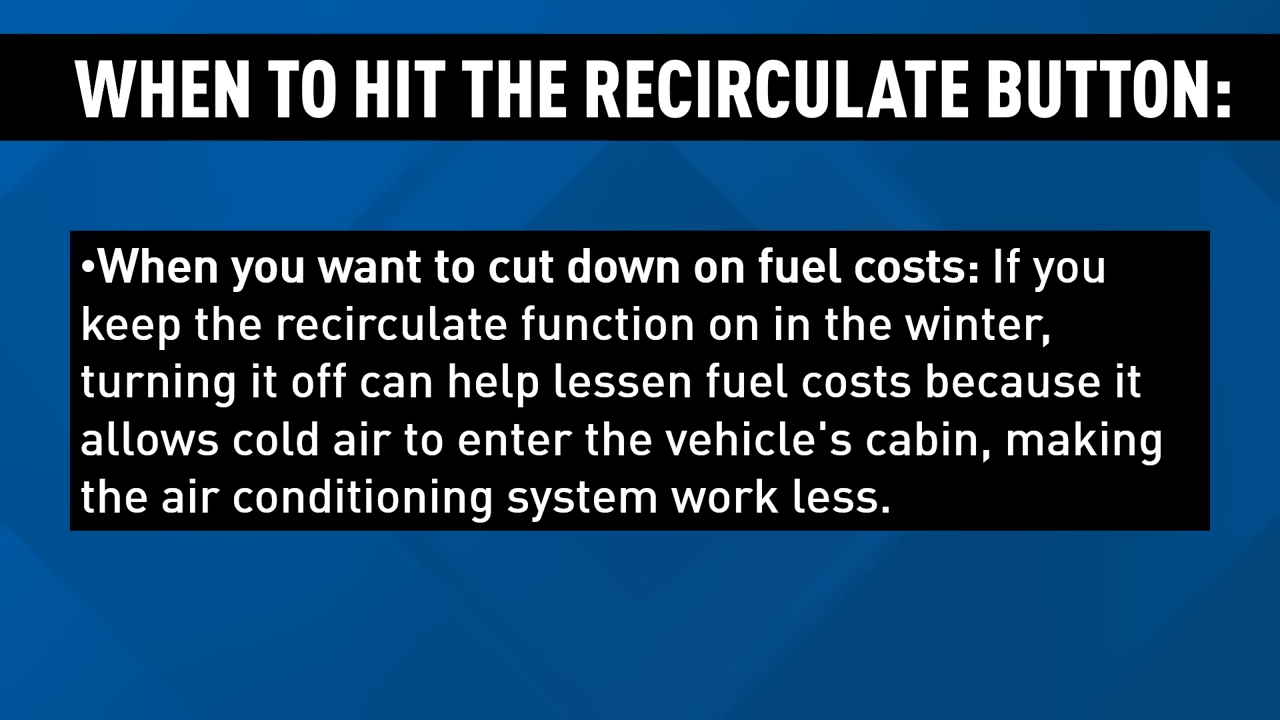 WHEN TO HIT THE RECIRCULATE BUTTON:
•When you want to cut down on fuel costs: If you
keep the recirculate function on in the winter,
turning it off can help lessen fuel costs because it
allows cold air to enter the vehicle's cabin, making
the air conditioning system work less.